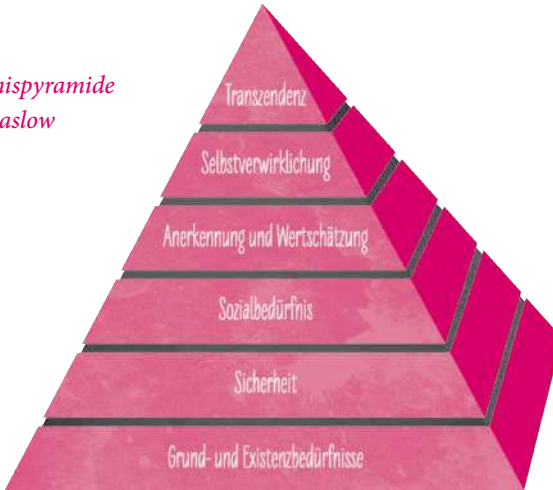 nispyramide
aslow
Transzendenz
Selbstverwirklichung
Anerkennung und Wertschätzung
Sozialbedürfnis
Sicherheit
Grund- und Existenzbedürfnisse